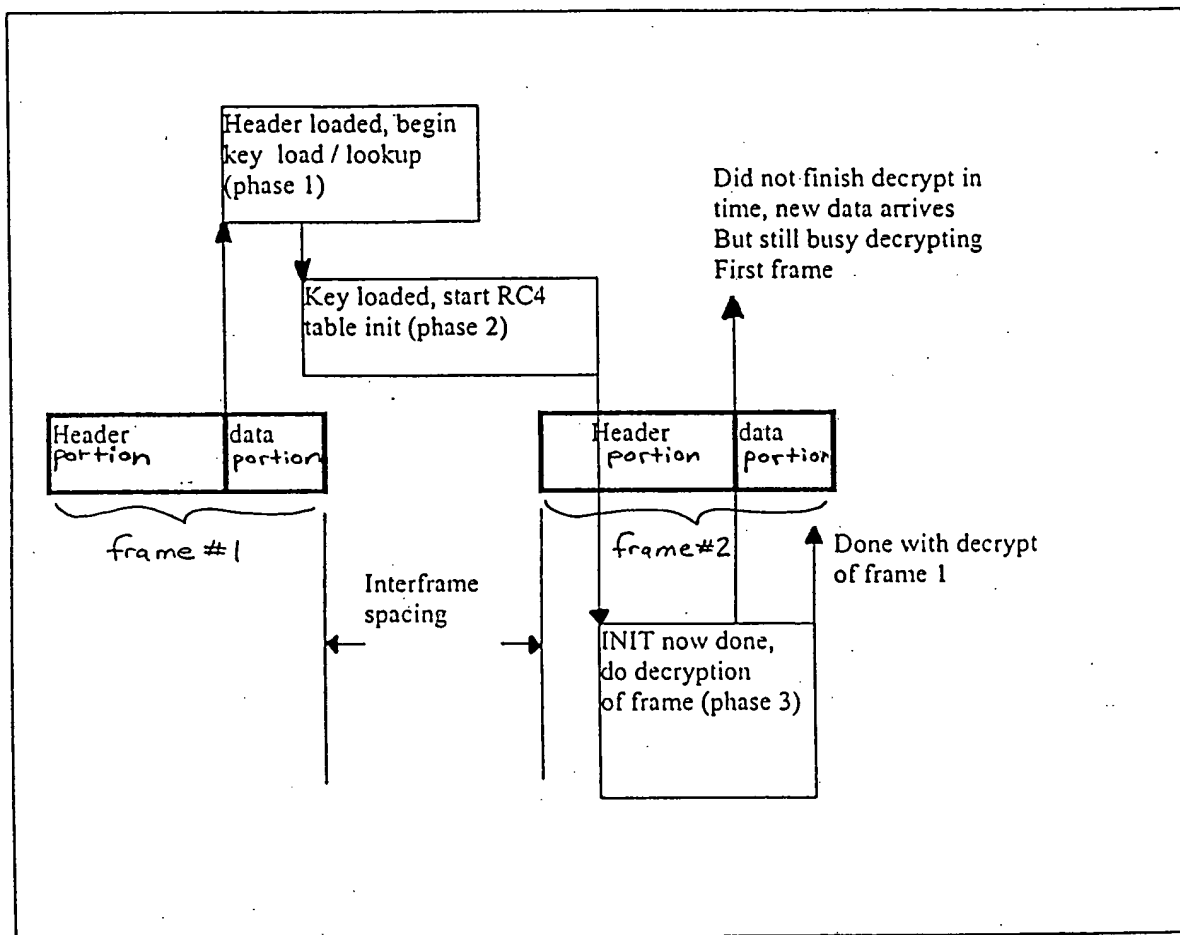 Header loaded, begin
key load / lookup
(phase 1)
Did not finish decrypt in
time, new data arrives
But still busy decrypting
First frame
Key loaded, start RC4
table init (phase 2)
Header
portion
data
portion
Header
portion
data
portion
frame #1
frame #2
Done with decrypt
of frame 1
Interframe
spacing
INIT now done,
do decryption
of frame (phase 3)